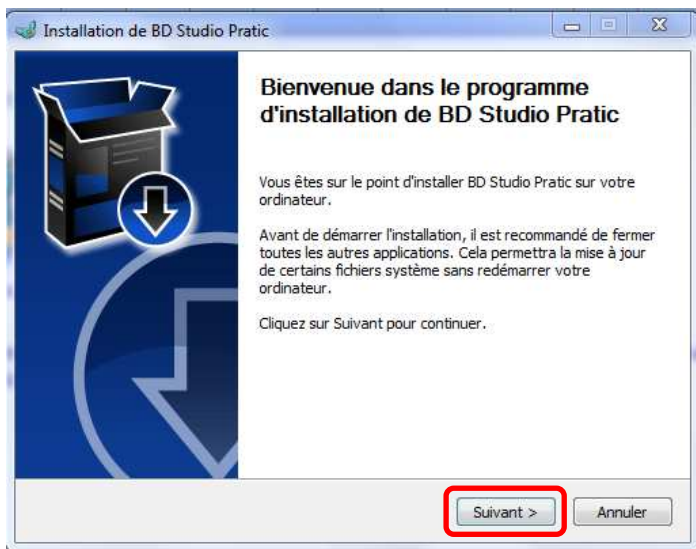 Installation de BD Studio Pratic
Bienvenue dans le programme
d'installation de BD Studio Pratic
Vous êtes sur le point d'installer BD Studio Pratic sur votre
ordinateur.
Avant de démarrer l'installation, il est recommandé de fermer
toutes les autres applications. Cela permettra la mise à jour
de certains fichiers système sans redémarrer votre
ordinateur.
Cliquez sur Suivant pour continuer.
Suivant >
Annuler